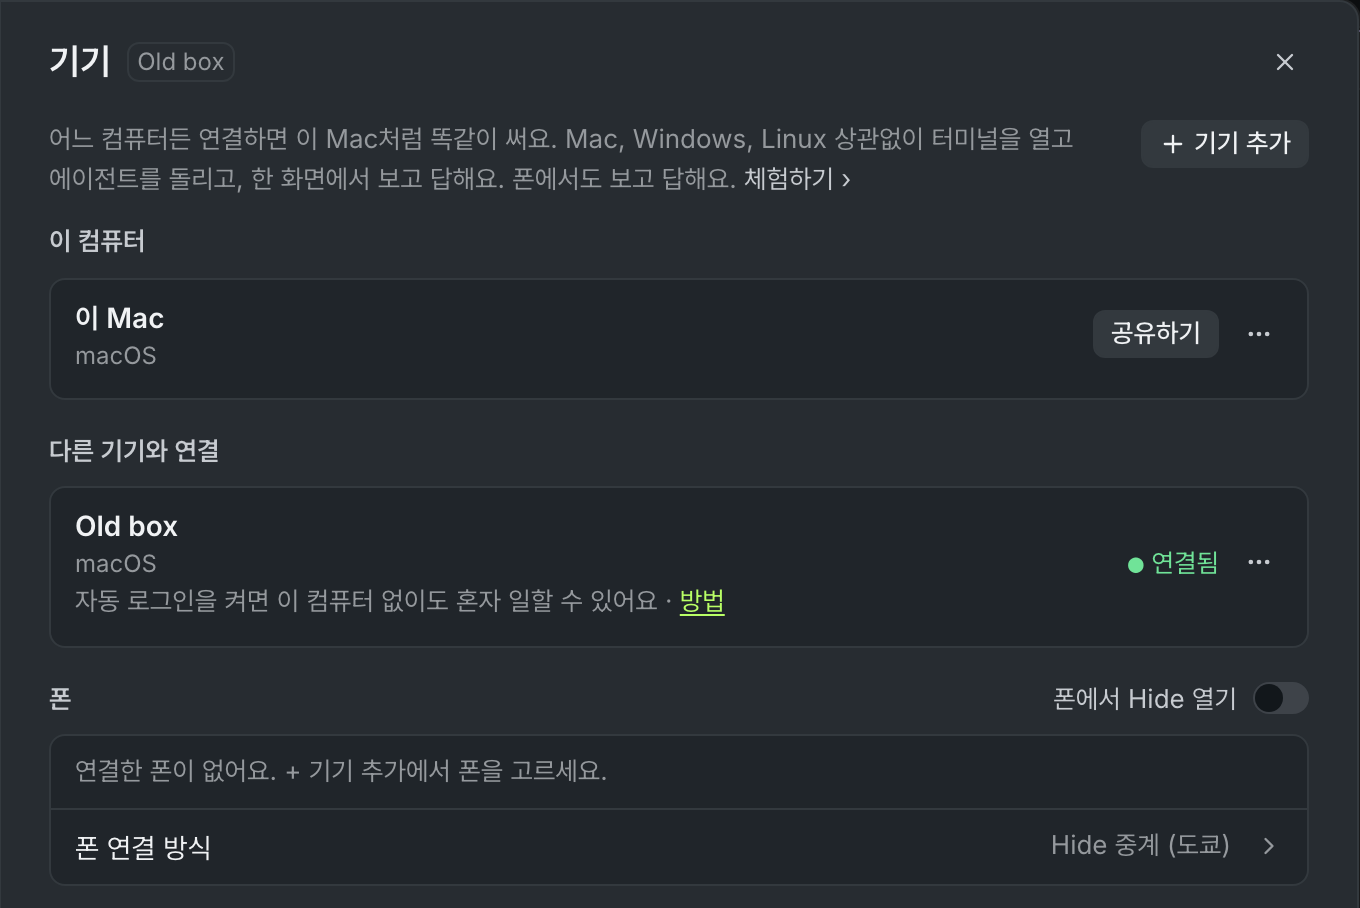 기기 Old box
어느 컴퓨터든 연결하면 이 Mac처럼 똑같이 써요. Mac, Windows, Linux 상관없이 터미널을 열고
에이전트를 돌리고, 한 화면에서 보고 답해요. 폰에서도 보고 답해요. 체험하기 ›
+ 기기 추가
이 컴퓨터
이 Mac
macOS
공유하기
다른 기기와 연결
Old box
macOS
자동 로그인을 켜면 이 컴퓨터 없이도 혼자 일할 수 있어요 · 방법
연결됨
폰
폰에서 Hide 열기
연결한 폰이 없어요. + 기기 추가에서 폰을 고르세요.
폰 연결 방식
Hide 중계 (도쿄)